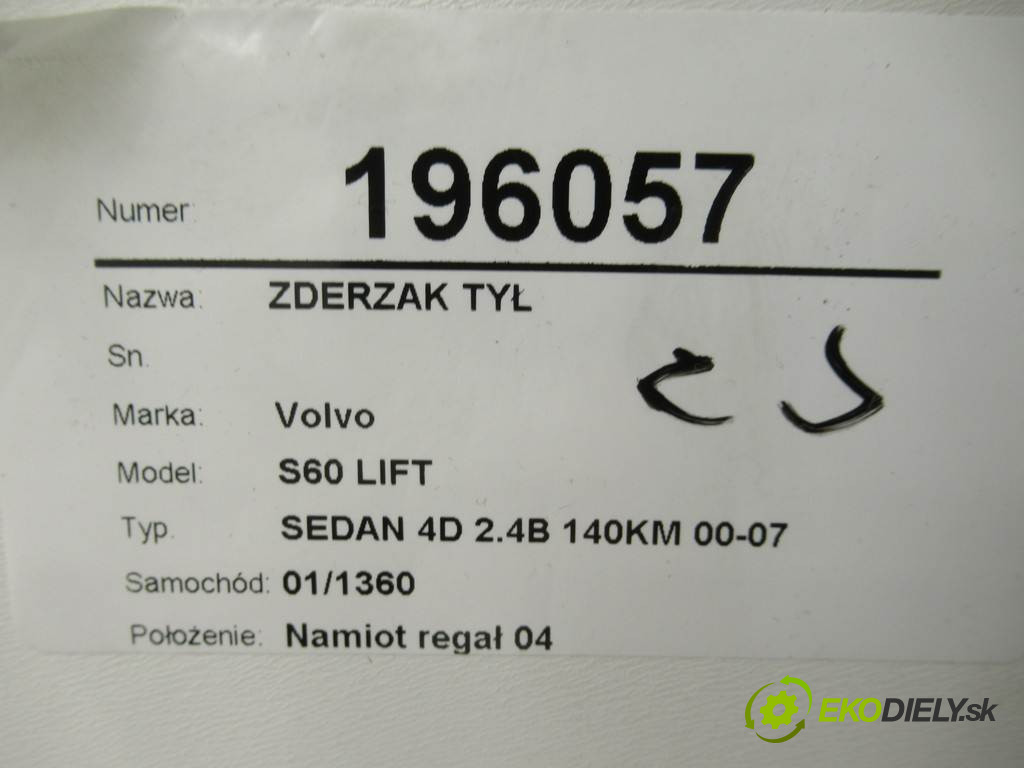 Numer: 196057
Nazwa: ZDERZAK TYŁ
Sn.
Marka: Volvo
Model: S60 LIFT
Typ. SEDAN 4D 2.4B 140KM 00-07
Samochód: 01/1360
Położenie: Namiot regał 04
EKODIELY.sk